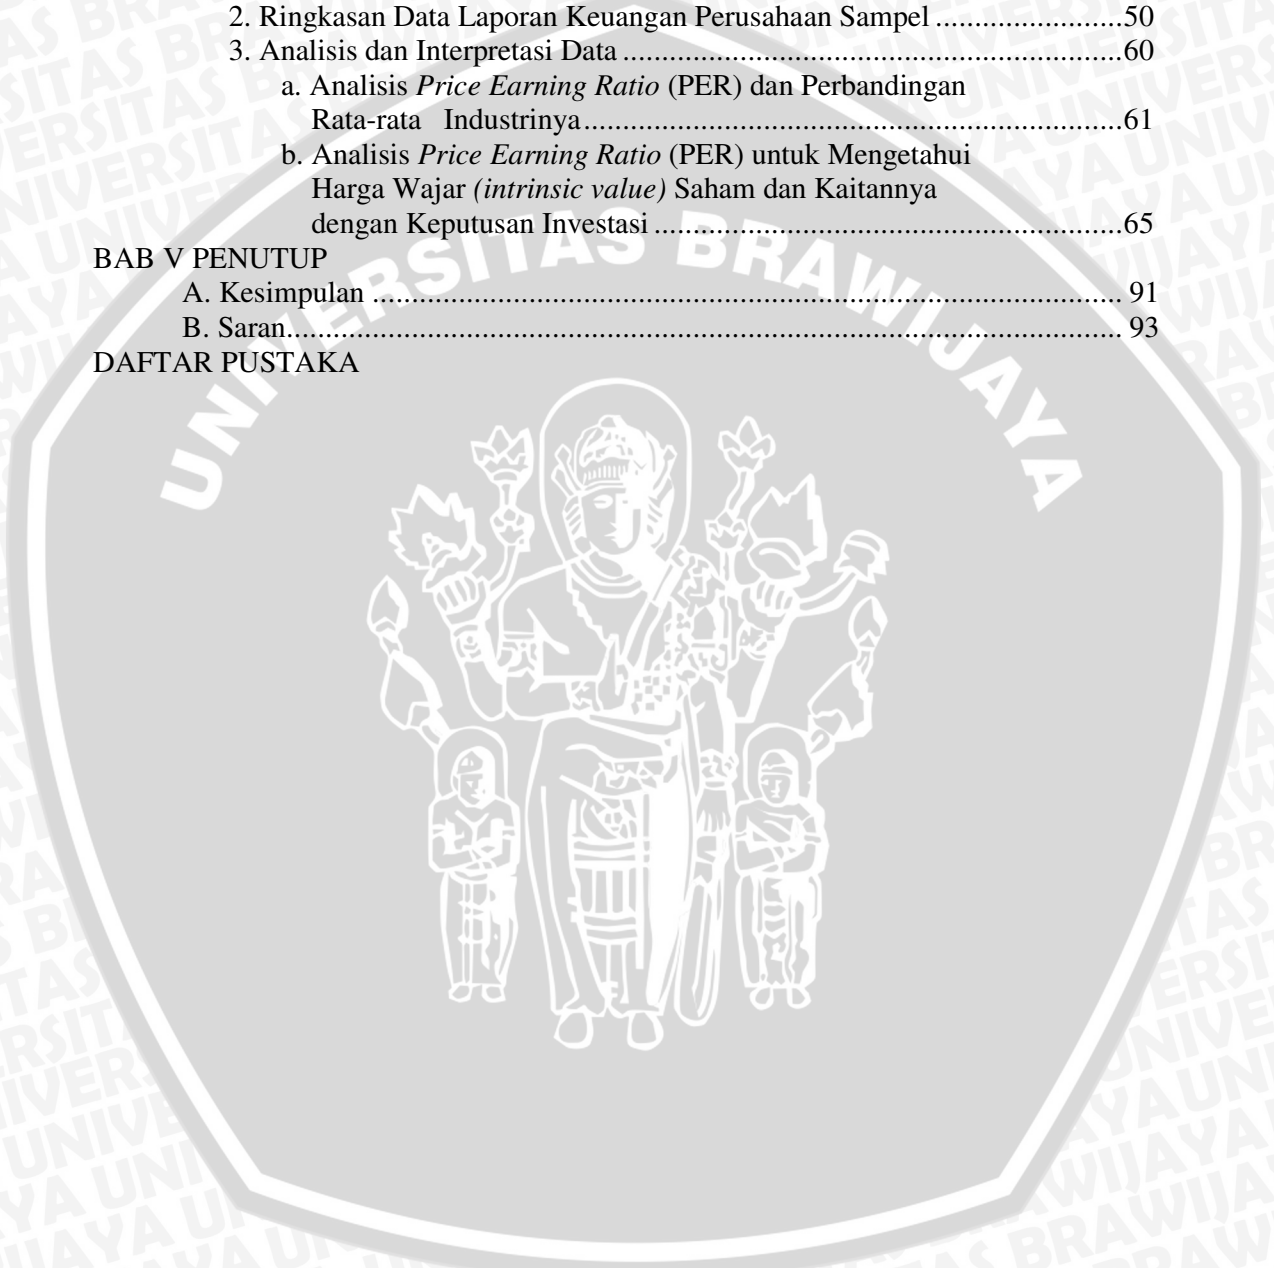 2. Ringkasan Data Laporan Keuangan Perusahaan Sampel ........................50
3. Analisis dan Interpretasi Data ................................................................60
a. Analisis Price Earning Ratio (PER) dan Perbandingan
Rata-rata Industrinya.....................................................................61
b. Analisis Price Earning Ratio (PER) untuk Mengetahui
Harga Wajar (intrinsic value) Saham dan Kaitannya
dengan Keputusan Investasi ............................................................65
BAB V PENUTUP
A. Kesimpulan ................................................................................................ 91
B. Saran........................................................................................................... 93
DAFTAR PUSTAKA
UNIVERSITAS BRAWIJAYA